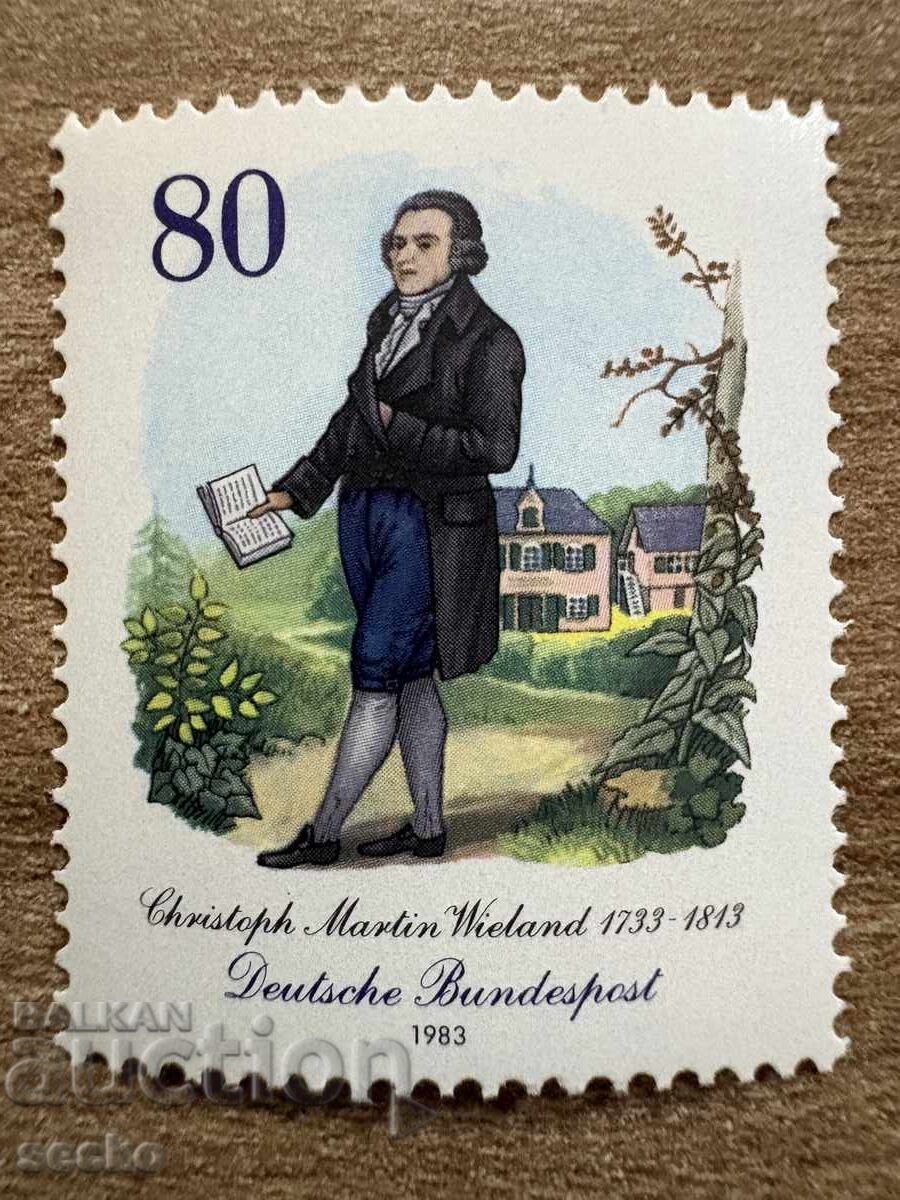 80
Christoph Martin Wieland 1733-1813
Deutsche Bundespost
1983
BALKAN
auction
secko